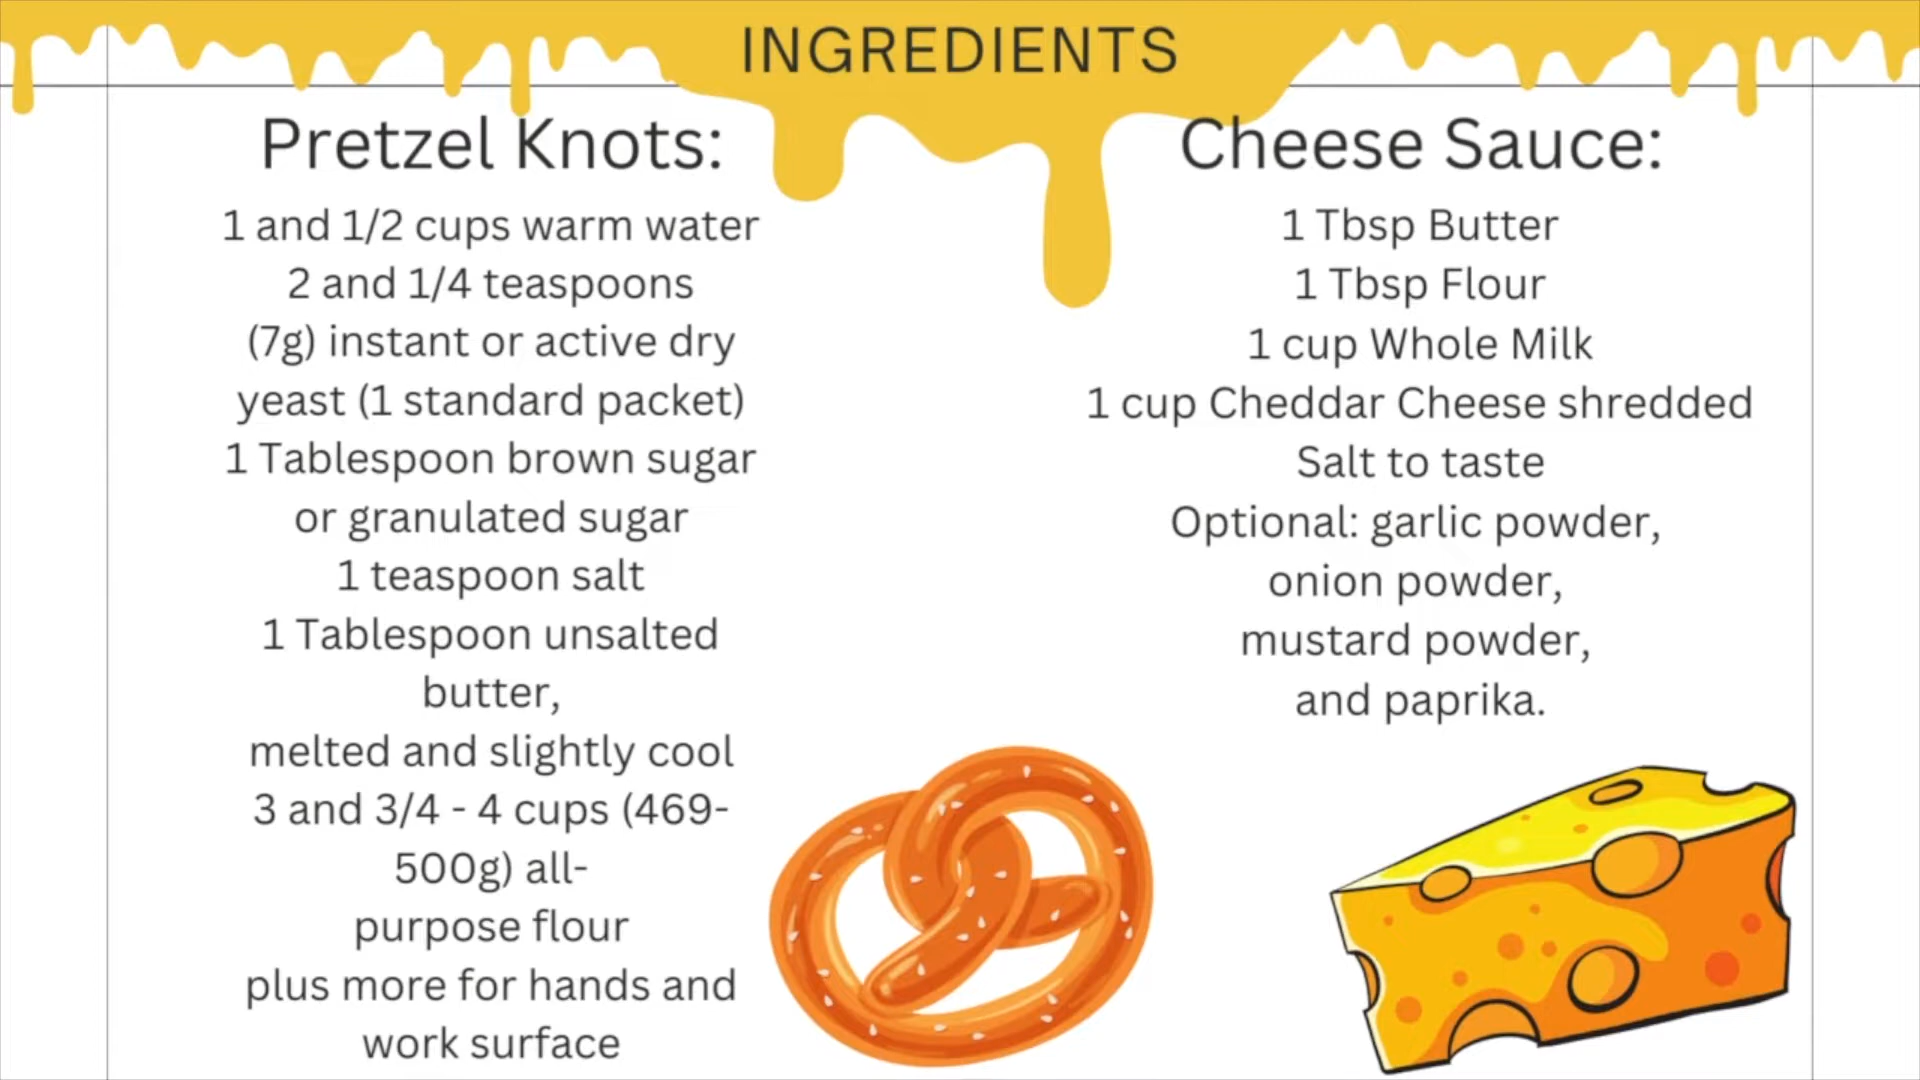 INGREDIENTS
Pretzel Knots:
1 and 1/2 cups warm water
2 and 1/4 teaspoons
(7g) instant or active dry
yeast (1 standard packet)
1 Tablespoon brown sugar
or granulated sugar
1 teaspoon salt
1 Tablespoon unsalted
butter,
melted and slightly cool
3 and 3/4 - 4 cups (469-
500g) all-
purpose flour
plus more for hands and
work surface
Cheese Sauce:
1 Tbsp Butter
1 Tbsp Flour
1 cup Whole Milk
1 cup Cheddar Cheese shredded
Salt to taste
Optional: garlic powder,
onion powder,
mustard powder,
and paprika.